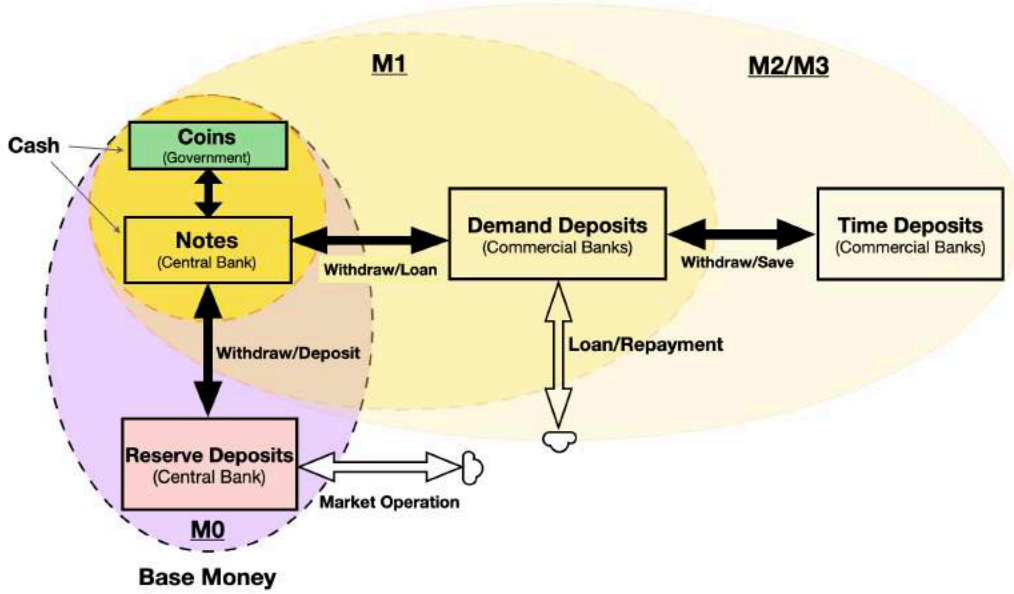 M1
M2/M3
Cash
Coins
(Government)
Notes
(Central Bank)
Withdraw/Loan
Demand Deposits
(Commercial Banks)
Withdraw/Save
Time Deposits
(Commercial Banks)
Withdraw/Deposit
Loan/Repayment
Reserve Deposits
(Central Bank)
Market Operation
M0
Base Money